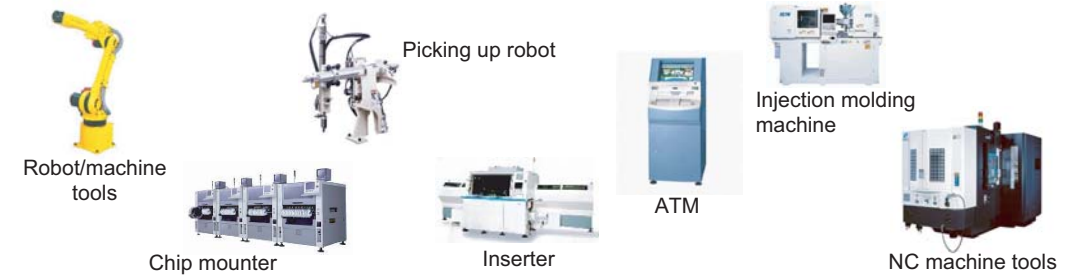 Picking up robot
Injection molding
machine
Robot/machine
tools
ATM
Chip mounter
Inserter
NC machine tools